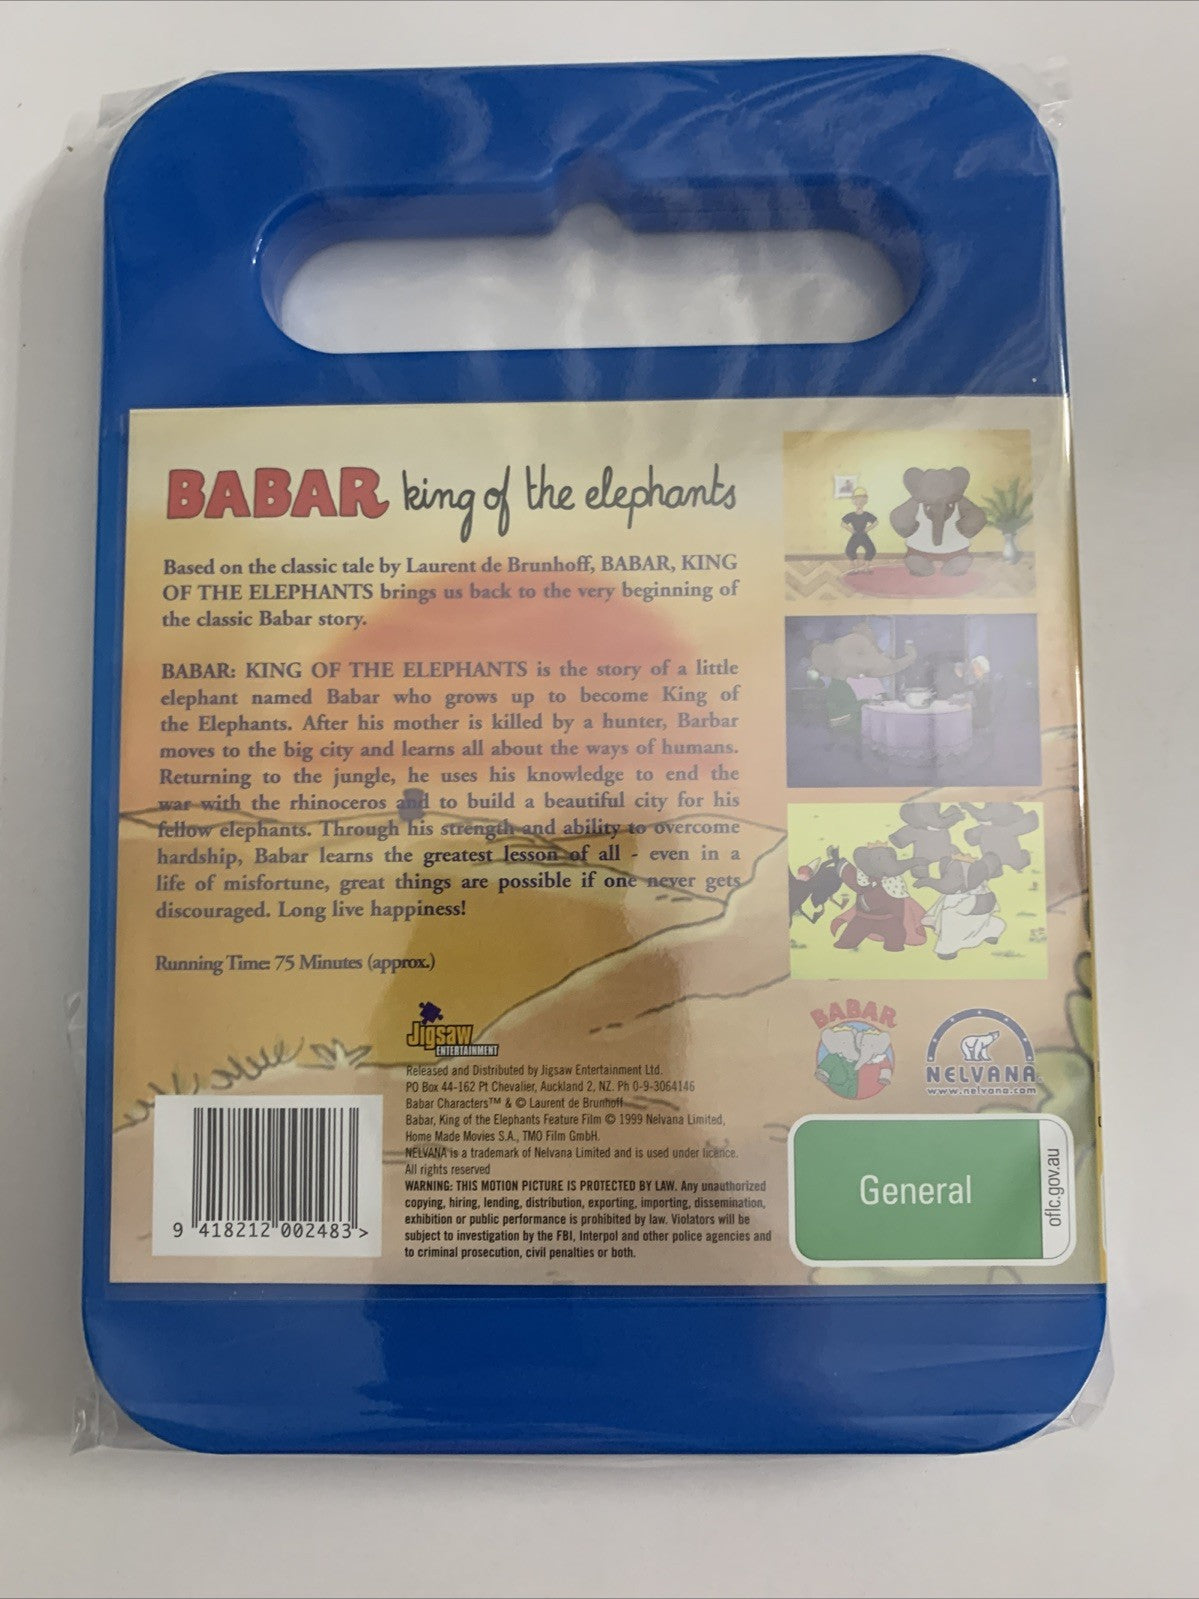 BABAR king of the elephants
Based on the classic tale by Laurent de Brunhoff, BABAR, KING
OF THE ELEPHANTS brings us back to the very beginning of
the classic Babar story.
BABAR: KING OF THE ELEPHANTS is the story of a little
elephant named Babar who grows up to become King of
the Elephants. After his mother is killed by a hunter, Barbar
moves to the big city and learns all about the ways of humans.
Returning to the jungle, he uses his knowledge to end the
war with the rhinoceros and to build a beautiful city for his
fellow elephants. Through his strength and ability to overcome
hardship, Babar learns the greatest lesson of all - even in a
life of misfortune, great things are possible if one never gets
discouraged. Long live happiness!
Running Time: 75 Minutes (approx.)
Jigsaw
ENTERTAINMENT
Released and Distributed by Jigsaw Entertainment Ltd.
PO Box 44-162 Pt Chevalier, Auckland 2, NZ. Ph 0-9-3064146
Babar Characters™ & © Laurent de Brunhoff
Babar, King of the Elephants Feature Film © 1999 Nelvana Limited,
Home Made Movies S.A., TMO Film GmbH.
NELVANA is a trademark of Nelvana Limited and is used under licence.
All rights reserved
WARNING: THIS MOTION PICTURE IS PROTECTED BY LAW. Any unauthorized
copying, hiring, lending, distribution, exporting, importing, dissemination,
exhibition or public performance is prohibited by law. Violators will be
subject to investigation by the FBI, Interpol and other police agencies and
to criminal prosecution, civil penalties or both.
9 418212 002483 >
BABAR
NELVANA
www.nelvana.com
General
oflc.gov.au